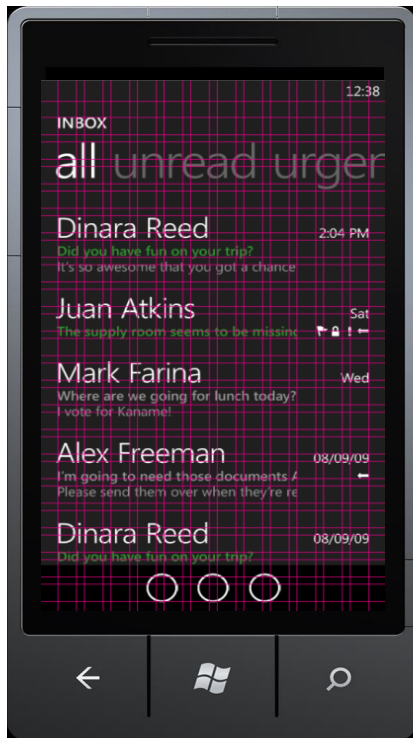 12:38
INBOX
all unread urger
Dinara Reed
2:04 PM
Did you have fun on your trip?
It's so awesome that you got a chance
Juan Atkins
Sat
The supply room seems to be missing
Mark Farina
Wed
Where are we going for lunch today?
I vote for Kaname!
Alex Freeman
08/09/09
I'm going to need those documents A
Please send them over when they're re
Dinara Reed
08/09/09
Did you have fun on your trip?